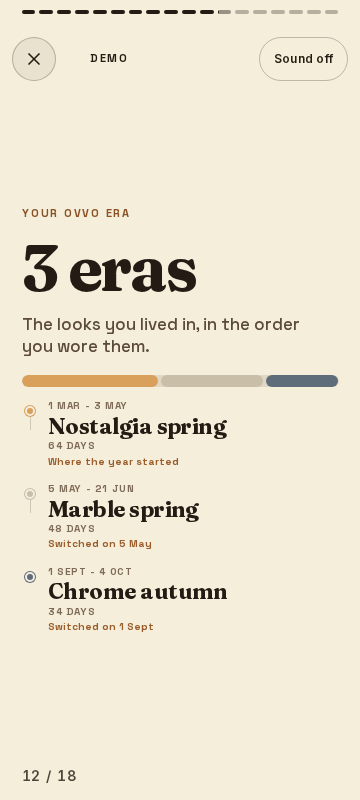 DEMO
Sound off
YOUR OVVO ERA
3 eras
The looks you lived in, in the order
you wore them.
1 MAR - 3 MAY
Nostalgia spring
64 DAYS
Where the year started
5 MAY - 21 JUN
Marble spring
48 DAYS
Switched on 5 May
1 SEPT - 4 OCT
Chrome autumn
34 DAYS
Switched on 1 Sept
12 / 18